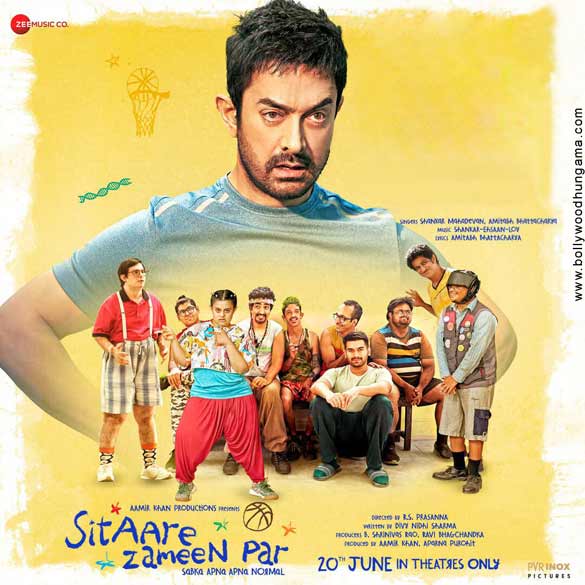 ZEE MUSIC CO.
www.bollywoodhungama.com
SINGERS SHANKAR MAHADEVAN, AMITABH BHATTACHARYA
MUSIC SHANKAR-EHSAAN-LOY
LYRICS AMITABH BHATTACHARYA
AAMIR KHAN PRODUCTIONS PRESENTS
SITAARE
ZAMEEN PAR
SABKA APNA APNA NORMAL
DIRECTED BY R.S. PRASANNA
WRITTEN BY DIVY NIDHI SHARMA
PRODUCERS B. SHRINIVAS RAO, RAVI BHAGCHANDKA
PRODUCED BY AAMIR KHAN, APARNA PUROHIT
20TH JUNE IN THEATRES ONLY
PVR INOX
PICTURES